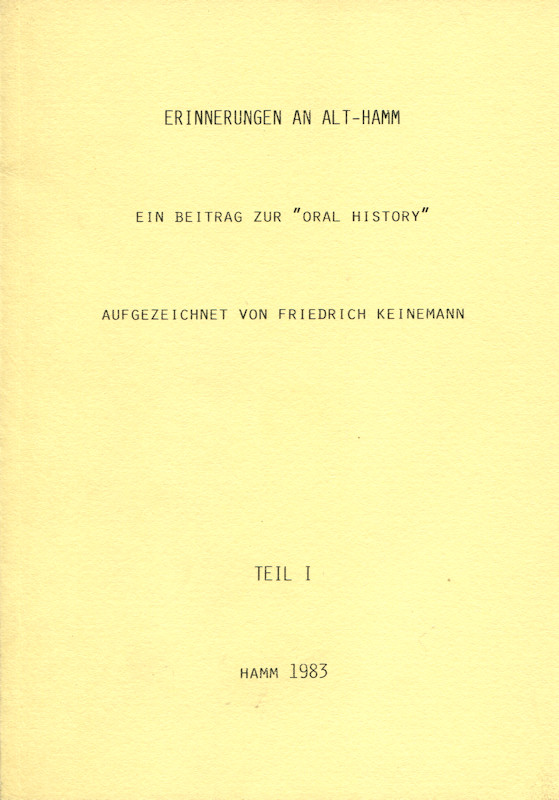 ERINNERUNGEN AN ALT-HAMM
EIN BEITRAG ZUR "ORAL HISTORY"
AUFGEZEICHNET VON FRIEDRICH KEINEMANN
TEIL I
HAMM 1983